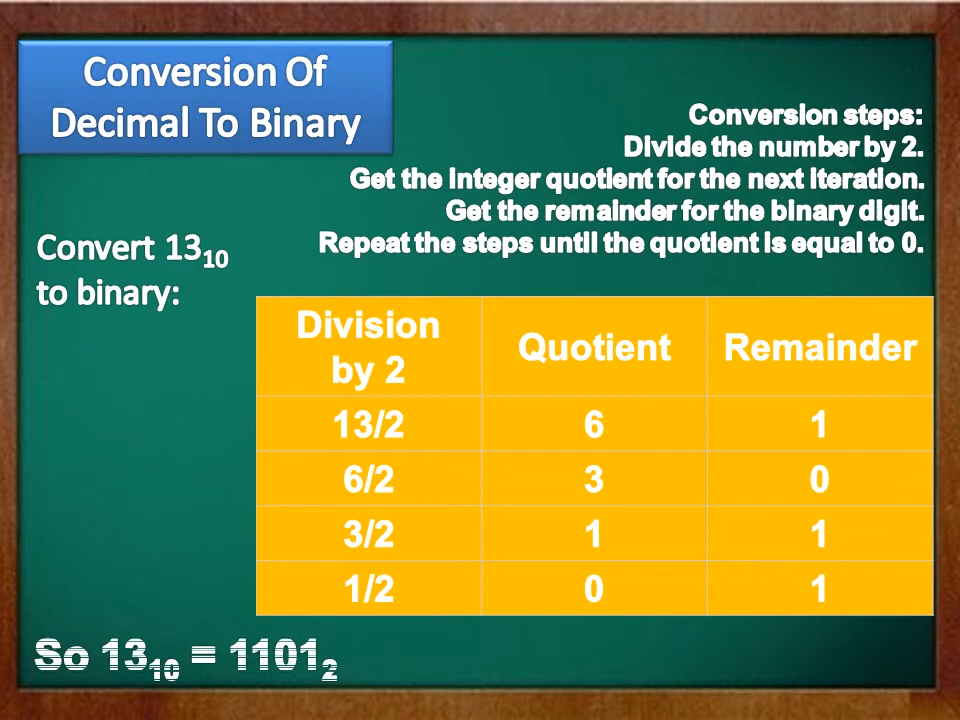 Conversion Of
Decimal To Binary
Conversion steps:
Divide the number by 2.
Get the integer quotient for the next iteration.
Get the remainder for the binary digit.
Repeat the steps until the quotient is equal to 0.
Convert 13₁₀
to binary:
Division by 2 Quotient Remainder
13/2 6 1
6/2 3 0
3/2 1 1
1/2 0 1
So 13₁₀ = 1101₂